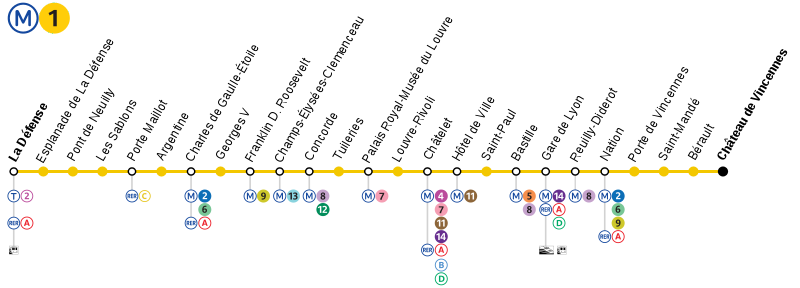 M 1
La Défense
Esplanade de La Défense
Pont de Neuilly
Les Sablons
Porte Maillot
Argentine
Charles de Gaulle-Étoile
Georges V
Franklin D. Roosevelt
Champs-Élysées-Clemenceau
Concorde
Tuileries
Palais Royal-Musée du Louvre
Louvre-Rivoli
Châtelet
Hôtel de Ville
Saint-Paul
Bastille
Gare de Lyon
Reuilly-Diderot
Nation
Porte de Vincennes
Saint-Mandé
Bérault
Château de Vincennes
T 2
RER A
RER C
M 2
6
RER A
M 9
M 13
M 8
12
M 7
M 4
7
11
14
RER A
B
D
M 11
M 5
8
M 14
RER A
D
M 8
M 2
6
9
RER A